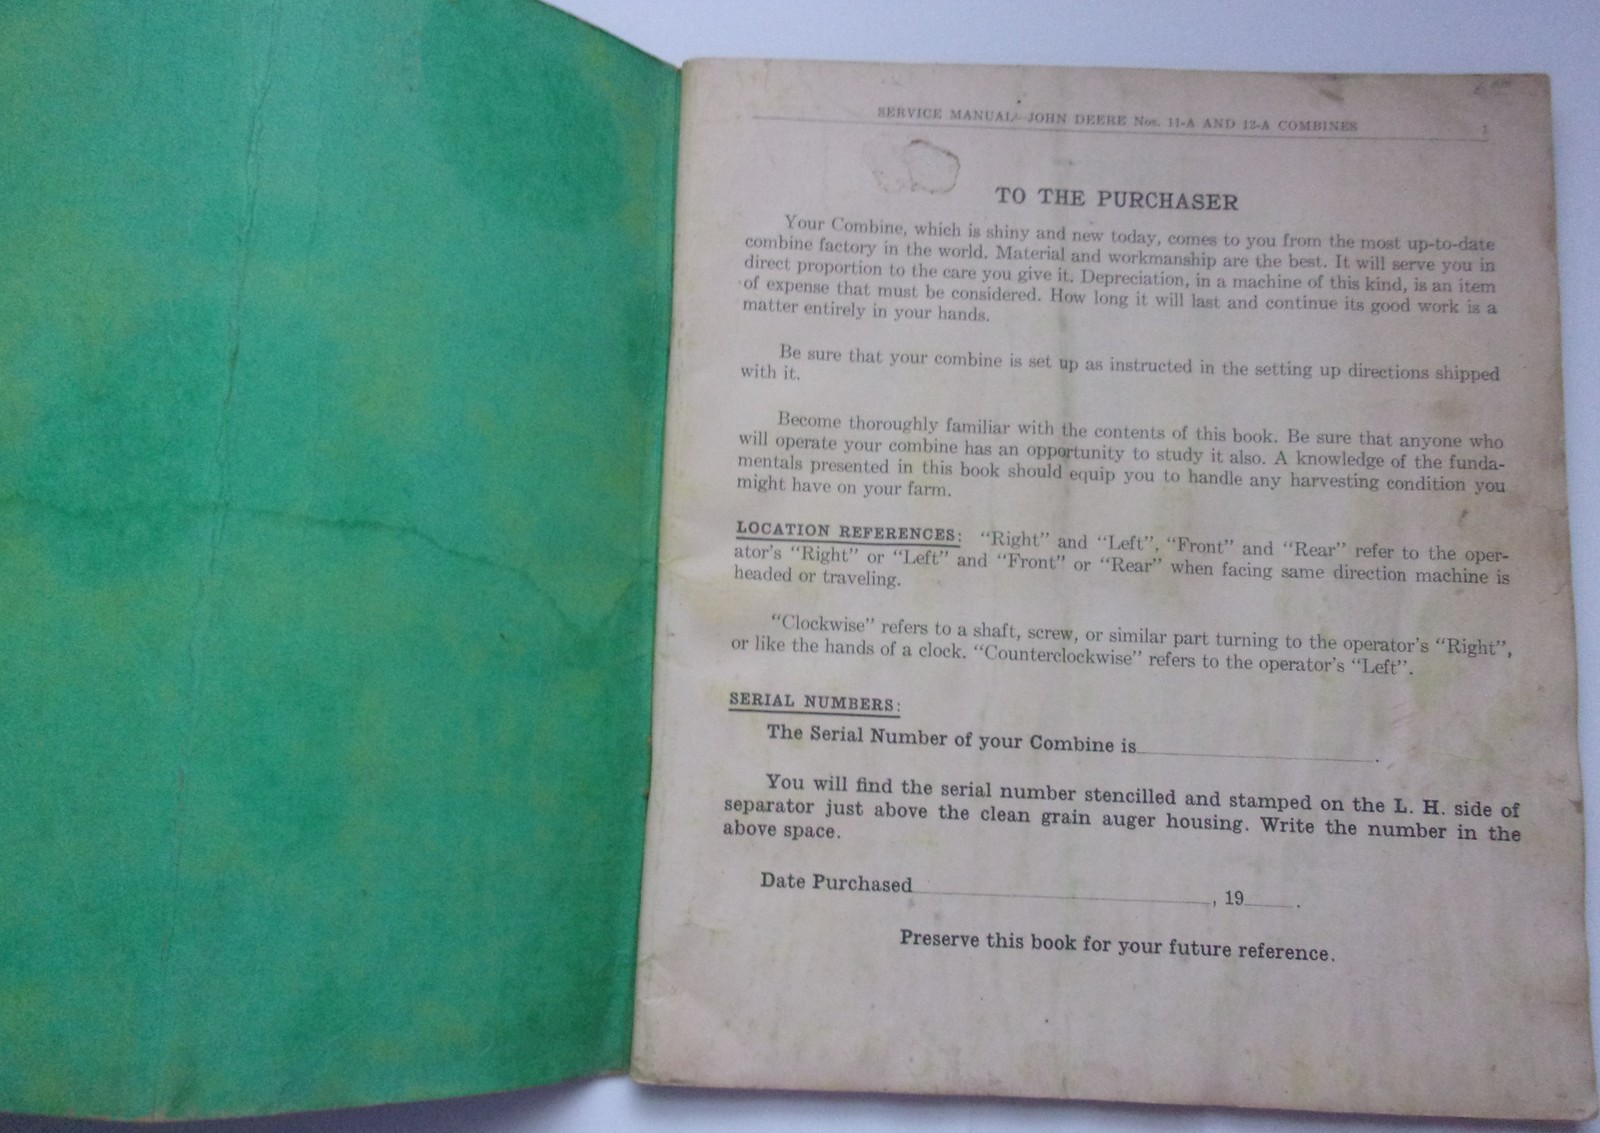 SERVICE MANUAL, JOHN DEERE Nos. 11-A AND 12-A COMBINES 1
TO THE PURCHASER
Your Combine, which is shiny and new today, comes to you from the most up-to-date
combine factory in the world. Material and workmanship are the best. It will serve you in
direct proportion to the care you give it. Depreciation, in a machine of this kind, is an item
of expense that must be considered. How long it will last and continue its good work is a
matter entirely in your hands.
Be sure that your combine is set up as instructed in the setting up directions shipped
with it.
Become thoroughly familiar with the contents of this book. Be sure that anyone who
will operate your combine has an opportunity to study it also. A knowledge of the funda-
mentals presented in this book should equip you to handle any harvesting condition you
might have on your farm.
LOCATION REFERENCES: “Right” and “Left”, “Front” and “Rear” refer to the oper-
ator's “Right” or “Left” and “Front” or “Rear” when facing same direction machine is
headed or traveling.
“Clockwise” refers to a shaft, screw, or similar part turning to the operator's “Right”,
or like the hands of a clock. “Counterclockwise” refers to the operator's “Left”.
SERIAL NUMBERS:
The Serial Number of your Combine is .
You will find the serial number stencilled and stamped on the L. H. side of
separator just above the clean grain auger housing. Write the number in the
above space.
Date Purchased , 19 .
Preserve this book for your future reference.